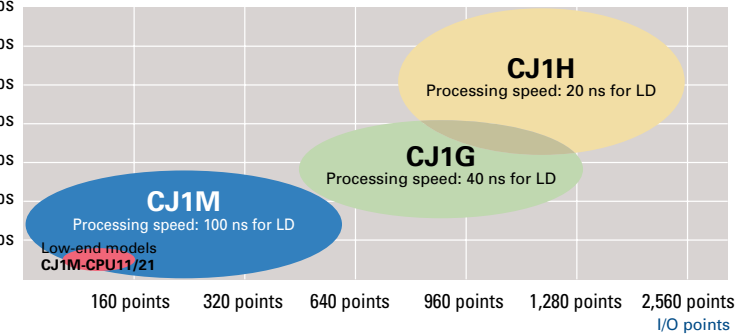 CJ1H
Processing speed: 20 ns for LD
CJ1G
Processing speed: 40 ns for LD
CJ1M
Processing speed: 100 ns for LD
Low-end models
CJ1M-CPU11/21
160 points 320 points 640 points 960 points 1,280 points 2,560 points
I/O points